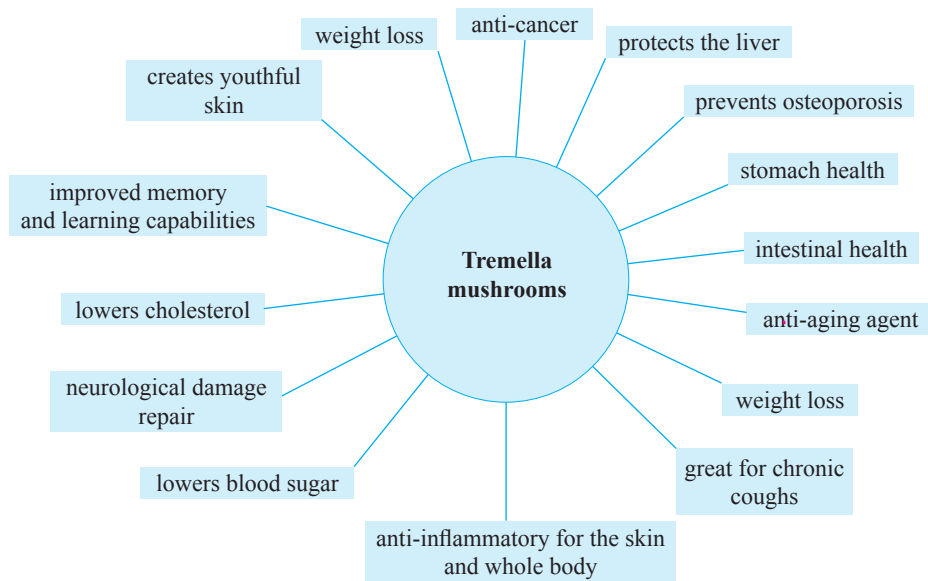 anti-cancer
weight loss
protects the liver
creates youthful
skin
prevents osteoporosis
stomach health
improved memory
and learning capabilities
intestinal health
Tremella
mushrooms
lowers cholesterol
anti-aging agent
neurological damage
repair
weight loss
great for chronic
coughs
lowers blood sugar
anti-inflammatory for the skin
and whole body